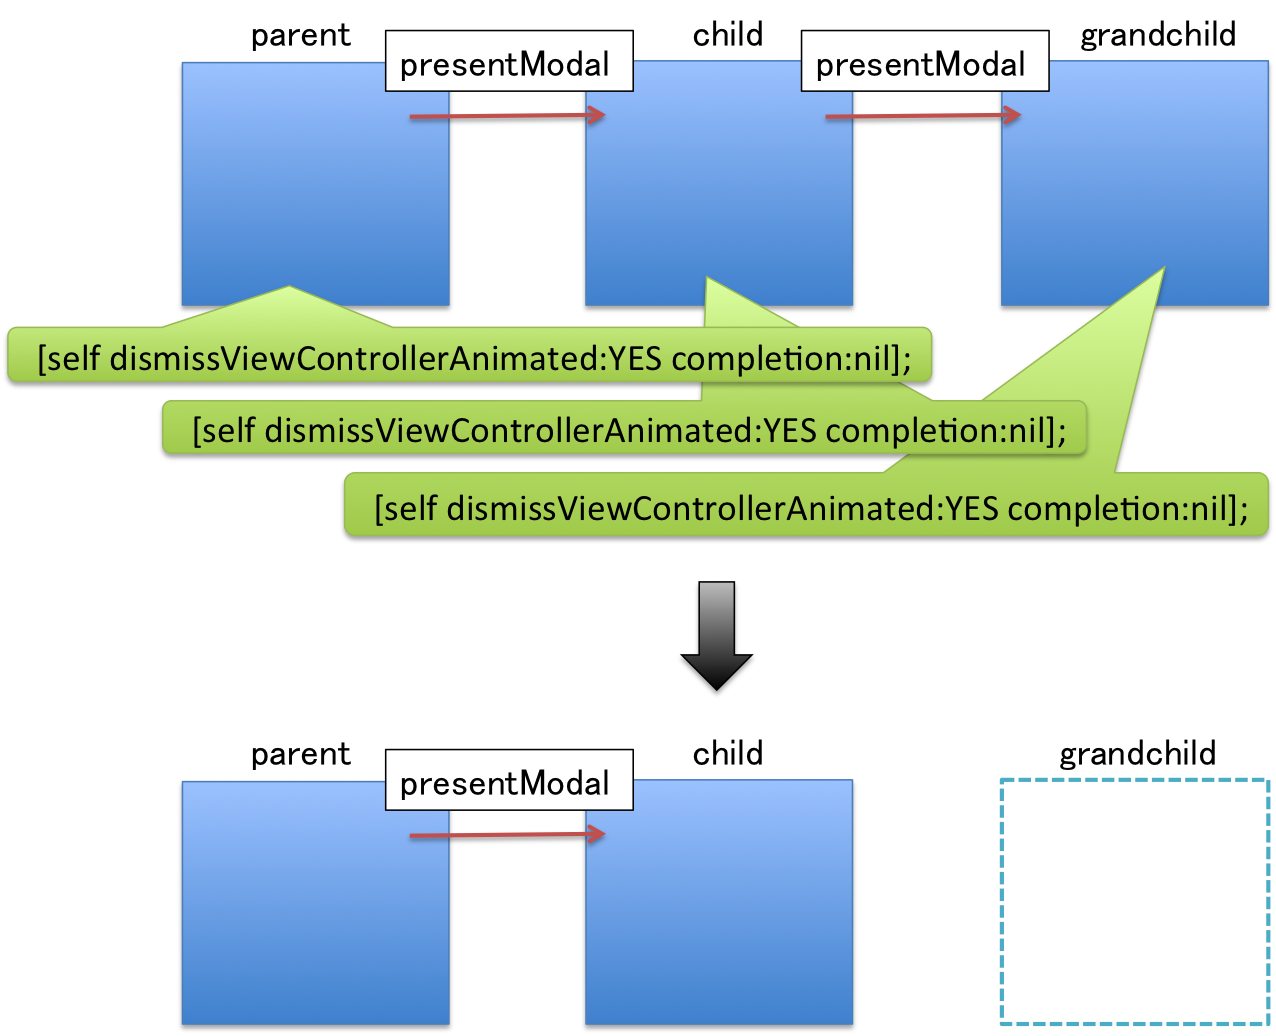 parent
child
grandchild
presentModal
presentModal
[self dismissViewControllerAnimated:YES completion:nil];
[self dismissViewControllerAnimated:YES completion:nil];
[self dismissViewControllerAnimated:YES completion:nil];
parent
child
grandchild
presentModal